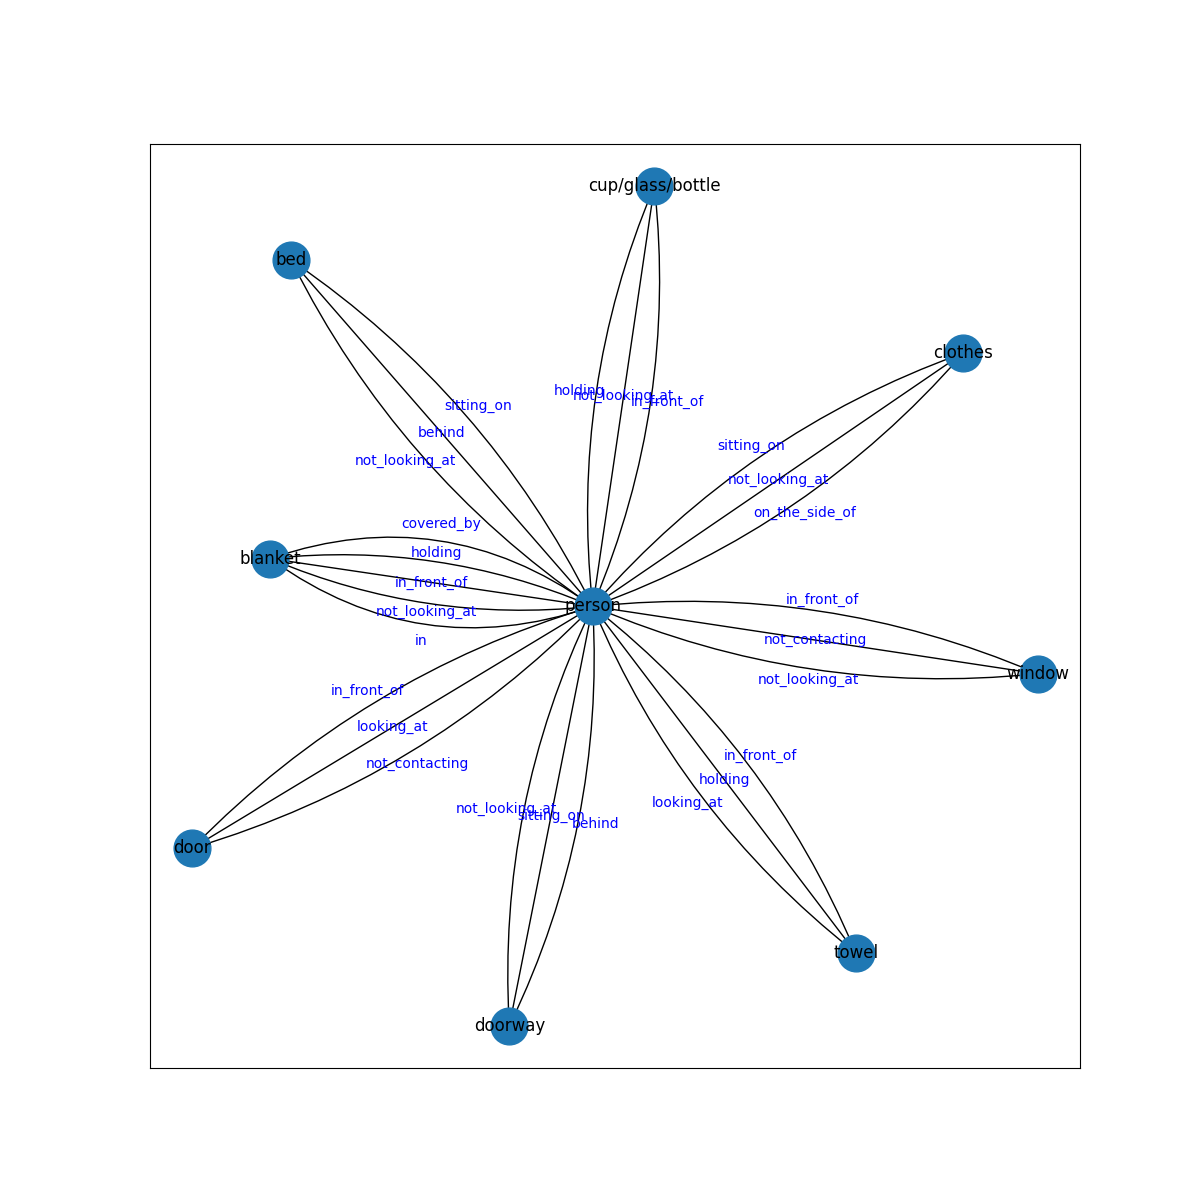 cup/glass/bottle
bed
clothes
holding
not_looking_at
in_front_of
sitting_on
behind
not_looking_at
sitting_on
not_looking_at
on_the_side_of
covered_by
holding
in_front_of
not_looking_at
in
blanket
person
in_front_of
not_contacting
not_looking_at
window
in_front_of
looking_at
not_contacting
in_front_of
holding
looking_at
not_looking_at
sitting_on
behind
door
towel
doorway